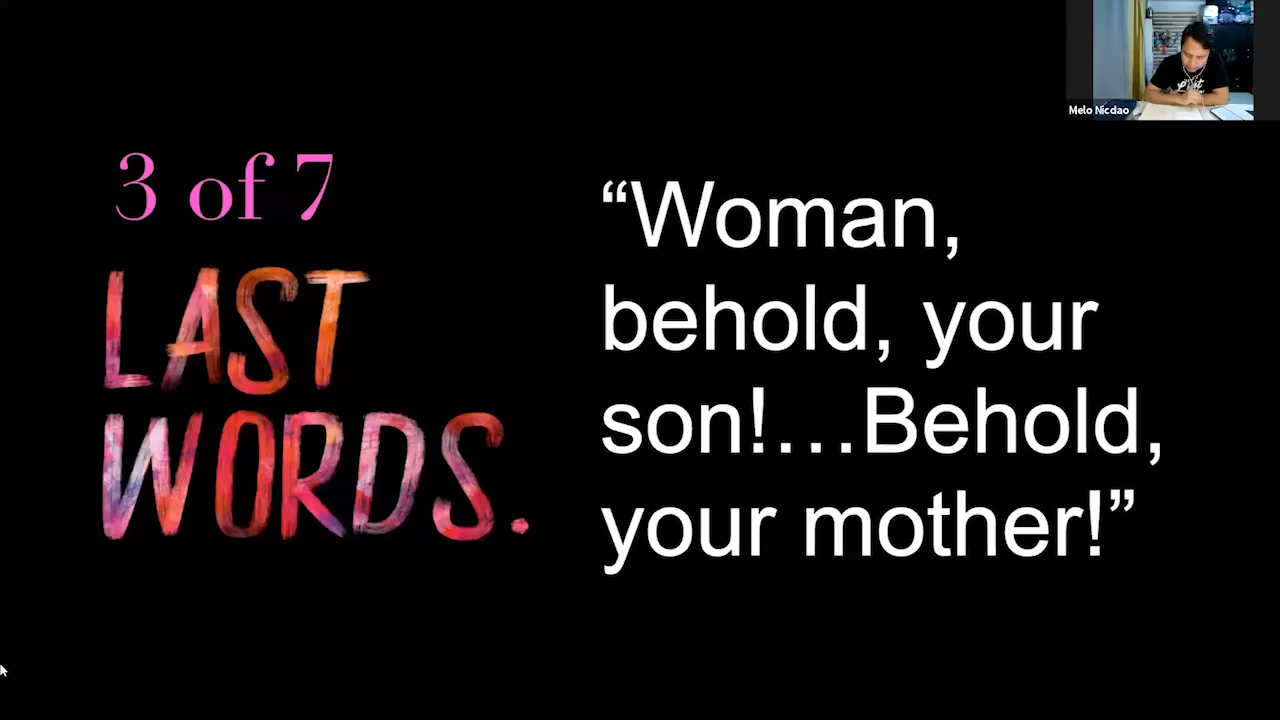 Melo Nicdao
3 of 7
LAST
WORDS.
“Woman,
behold, your
son!...Behold,
your mother!”